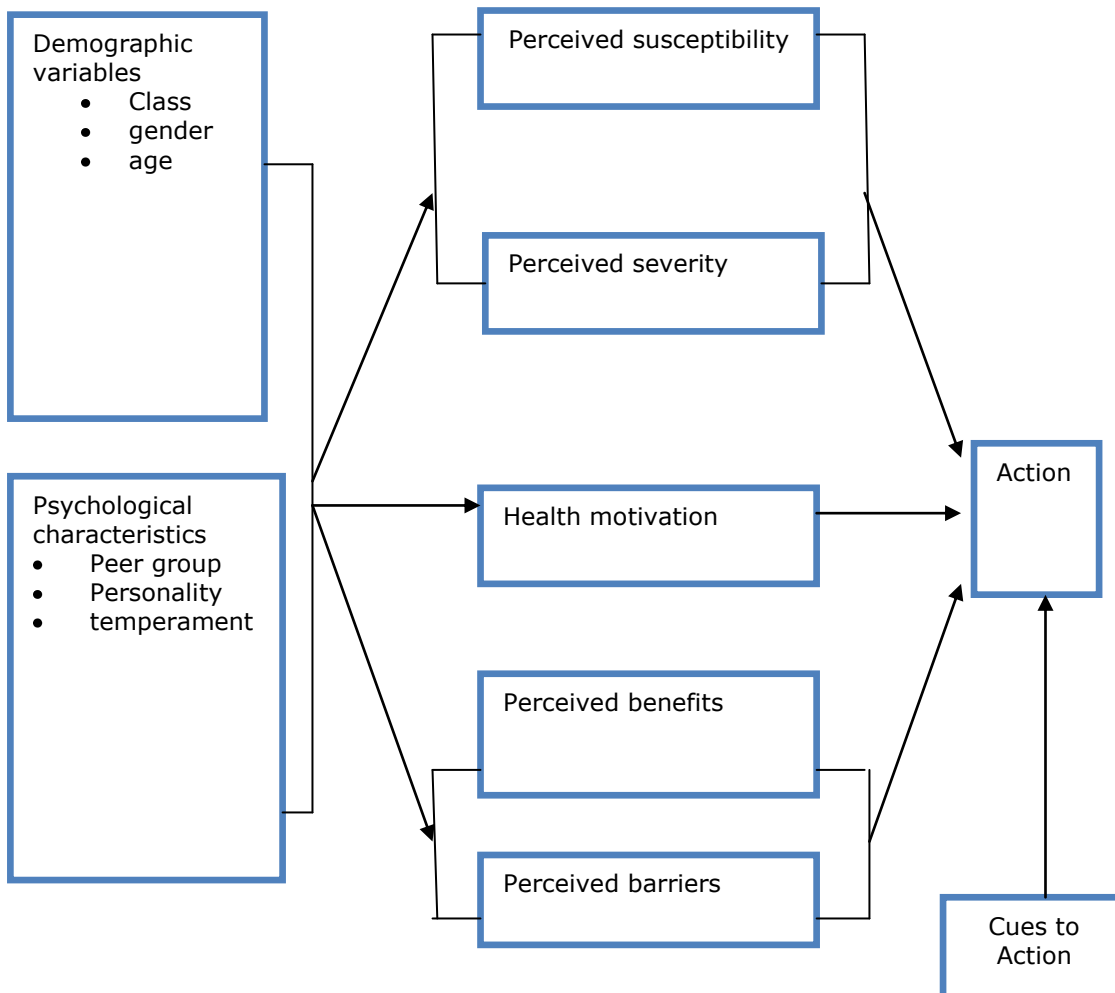 Demographic
variables
• Class
• gender
• age
Psychological
characteristics
• Peer group
• Personality
• temperament
Perceived susceptibility
Perceived severity
Health motivation
Perceived benefits
Perceived barriers
Action
Cues to
Action